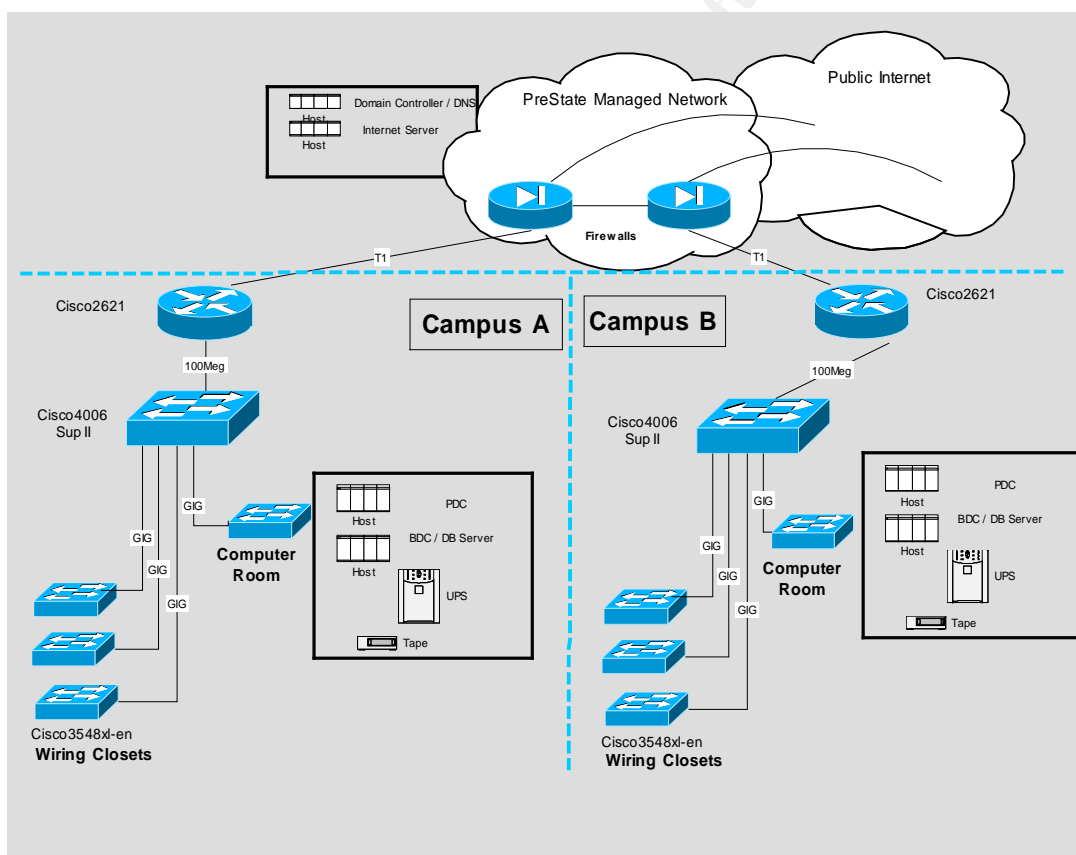 Public Internet
PreState Managed Network
Domain Controller / DNS
Host
Internet Server
Host
Firewalls
T1
T1
Cisco2621
Cisco2621
Campus A
Campus B
100Meg
100Meg
Cisco4006
Sup II
Cisco4006
Sup II
GIG
GIG
GIG
GIG
Computer
Room
Host
PDC
BDC / DB Server
Host
UPS
Tape
Cisco3548xl-en
Wiring Closets
GIG
GIG
GIG
GIG
Computer
Room
Host
PDC
BDC / DB Server
Host
UPS
Tape
Cisco3548xl-en
Wiring Closets